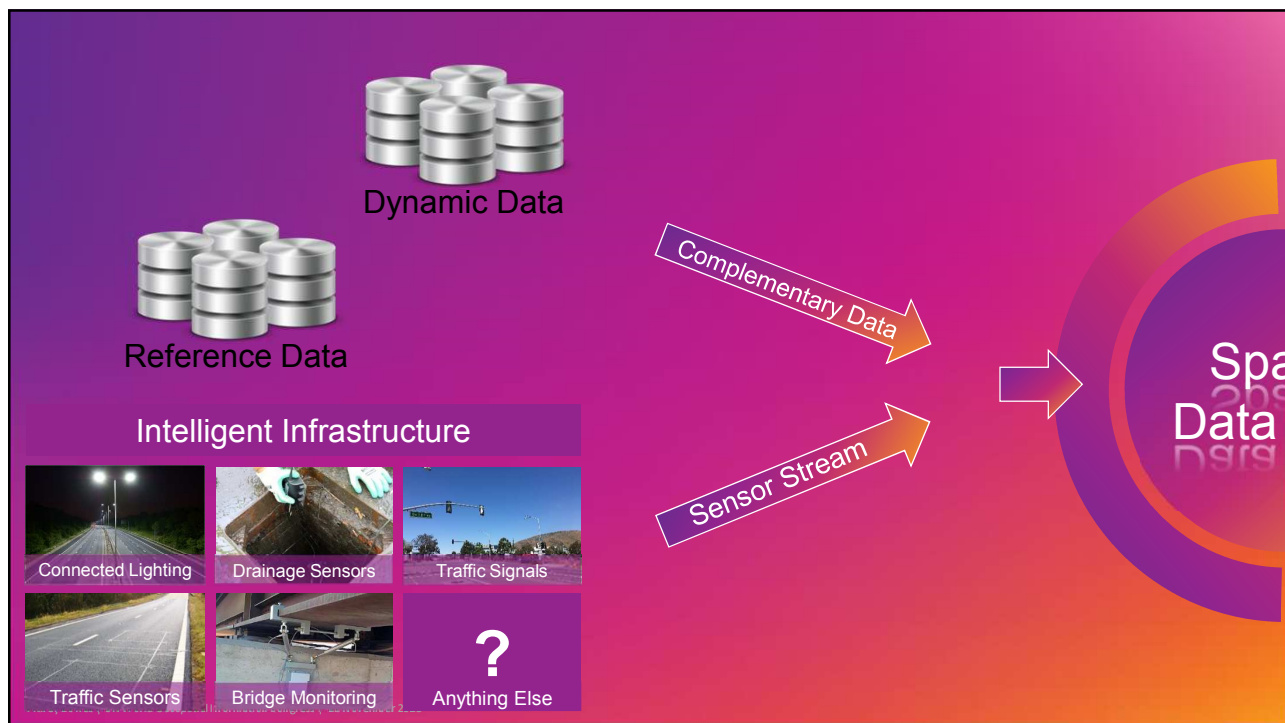 Dynamic Data
Reference Data
Complementary Data
Spa
Data
Sensor Stream
Intelligent Infrastructure
Connected Lighting
Drainage Sensors
Traffic Signals
Traffic Sensors
Bridge Monitoring
?
Anything Else